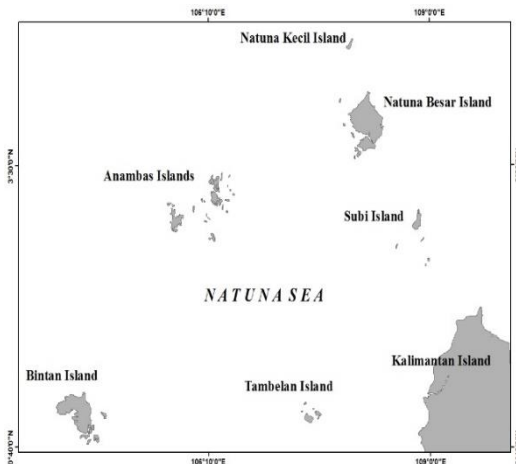 106°10'0"E
109°0'0"E
Natuna Kecil Island
Natuna Besar Island
3°30'0"N
Anambas Islands
Subi Island
NATUNA SEA
Kalimantan Island
Bintan Island
Tambelan Island
0°40'0"N
106°10'0"E
109°0'0"E